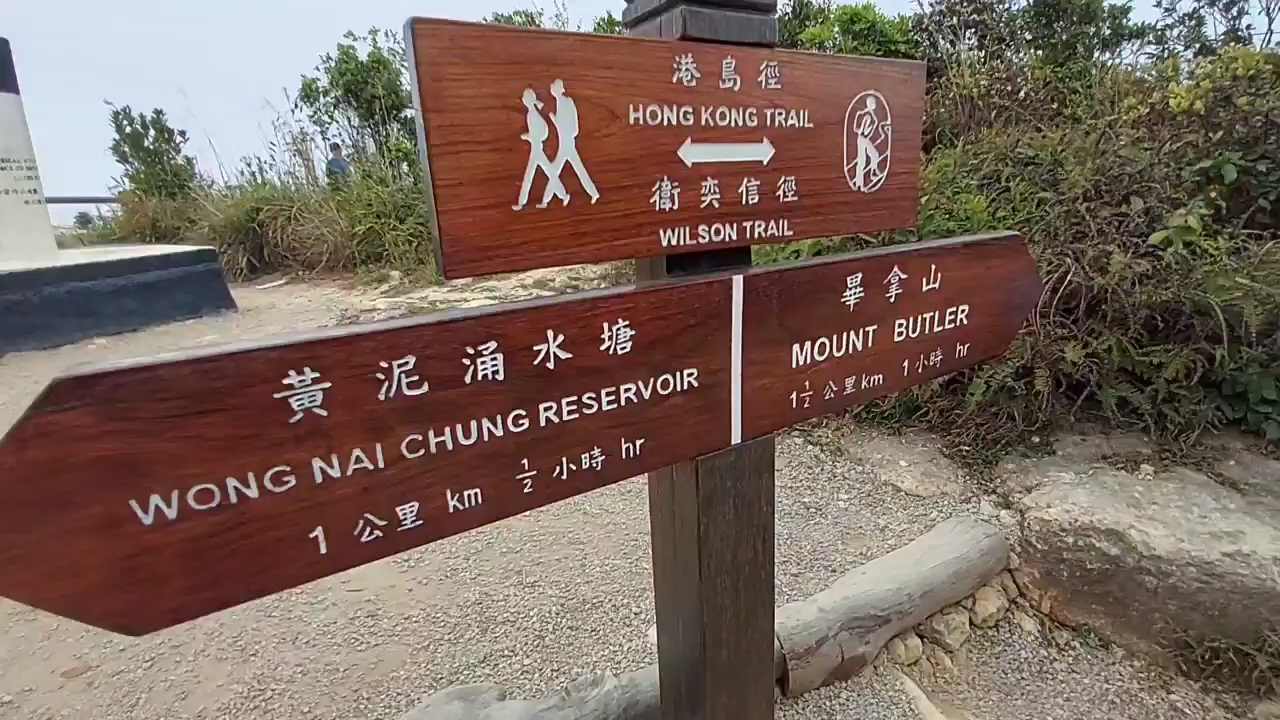 港島徑
HONG KONG TRAIL
衛奕信徑
WILSON TRAIL
黃泥涌水塘
WONG NAI CHUNG RESERVOIR
1 公里 km ½ 小時 hr
畢拿山
MOUNT BUTLER
1½ 公里 km 1 小時 hr